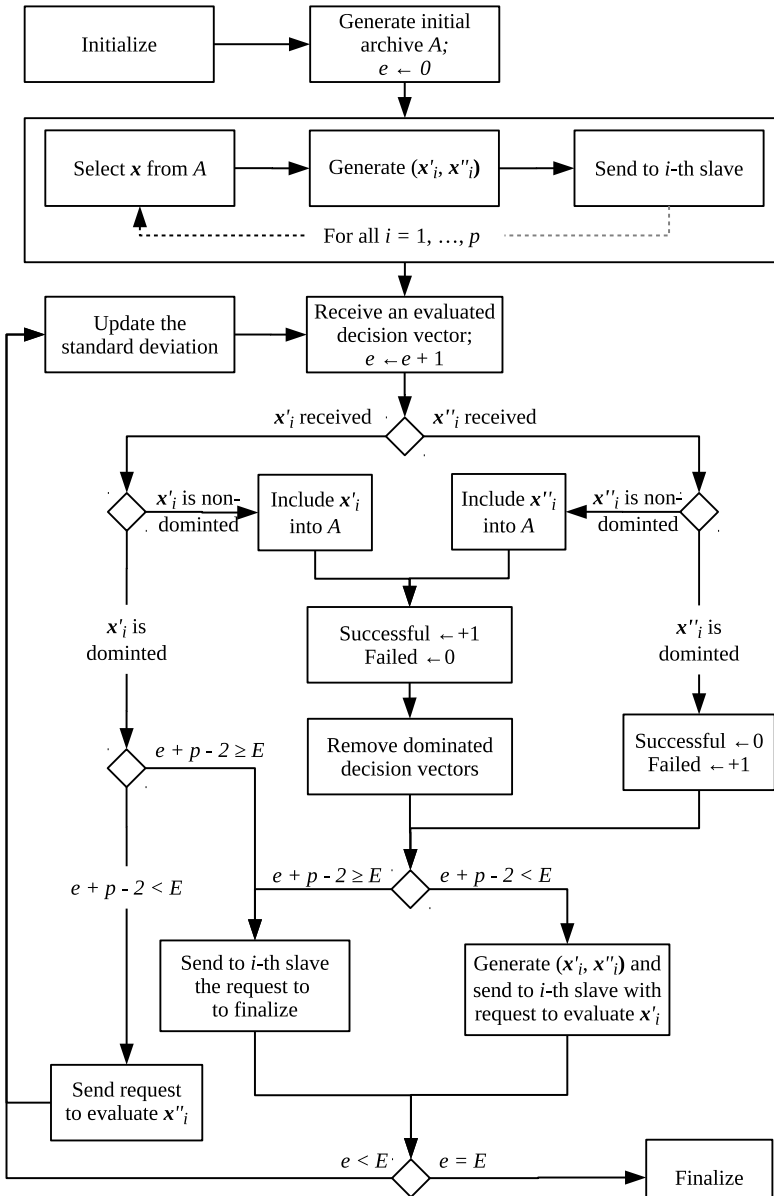 Initialize
Generate initial
archive A;
e ← 0
Select x from A
Generate (x'i, x''i)
Send to i-th slave
For all i = 1, …, p
Update the
standard deviation
Receive an evaluated
decision vector;
e ←e + 1
x'i received
x''i received
x'i is non-
dominted
Include x'i
into A
Include x''i
into A
x''i is non-
dominted
x'i is
dominted
Successful ←+1
Failed ←0
x''i is
dominted
Remove dominated
decision vectors
Successful ←0
Failed ←+1
e + p - 2 ≥ E
e + p - 2 < E
e + p - 2 ≥ E
e + p - 2 < E
Send to i-th slave
the request to
to finalize
Generate (x'i, x''i) and
send to i-th slave with
request to evaluate x'i
Send request
to evaluate x''i
e < E
e = E
Finalize